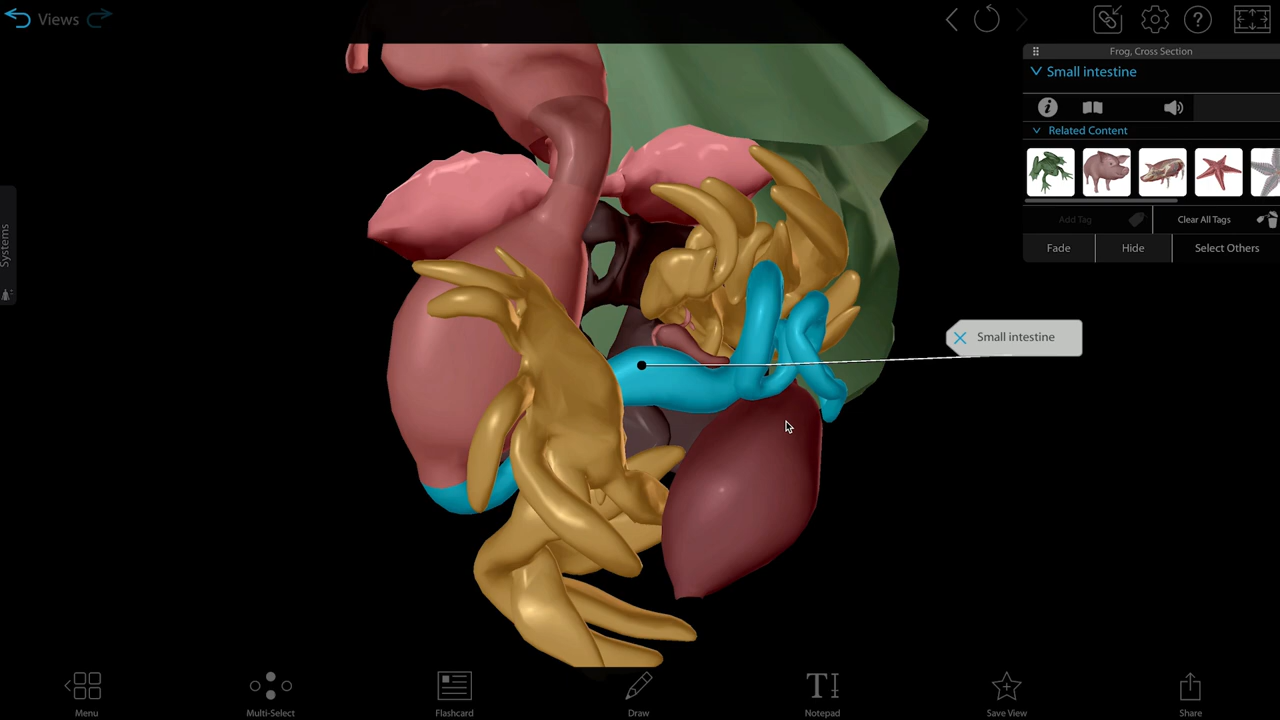 Views
Frog, Cross Section
Small intestine
Related Content
Add Tag
Clear All Tags
Fade
Hide
Select Others
Systems
Small intestine
Menu
Multi-Select
Flashcard
Draw
Notepad
Save View
Share